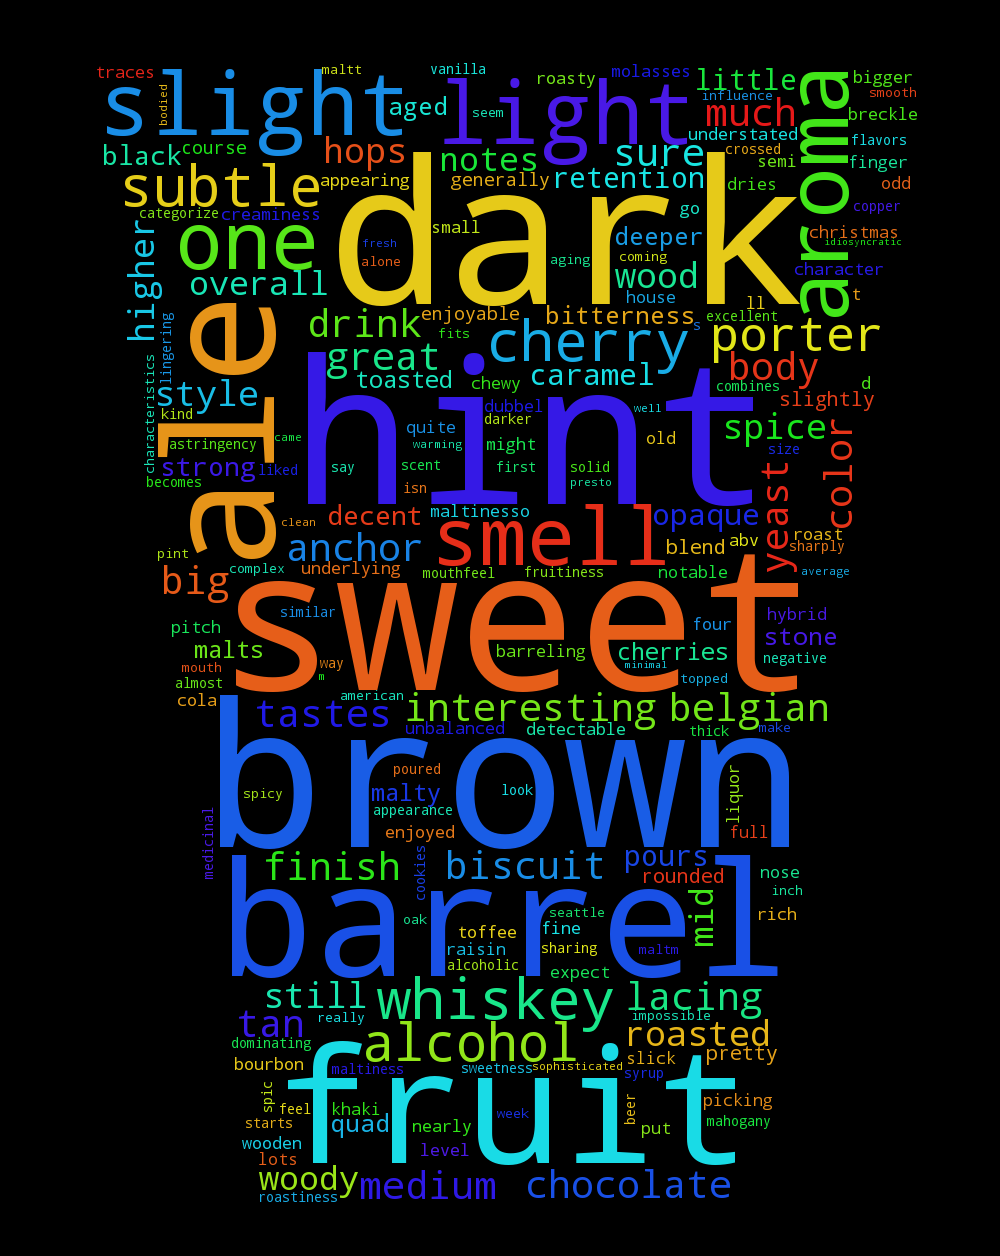 traces
maltt
vanilla
roasty
molasses
little
bigger
slight
bodied
aged
light
seem
influence
much
aroma
smooth
breckle
black
course
hops
notes
sure
understated
crossed
semi
flavors
finger
subtle
appearing
generally
retention
dries
odd
categorize
creaminess
small
dark
go
copper
one
fresh
alone
aging
coming
deeper
christmas
idiosyncratic
higher
overall
wood
house
character
ll
t
lingering
ale
drink
enjoyable
fits
bitterness
s
excellent
porter
characteristics
great
cherry
toasted
chewy
caramel
body
combines
d
style
kind
hint
dubbel
darker
well
slightly
astringency
came
quite
warming
might
old
spice
size
color
strong
liked
say
scent
first
solid
presto
becomes
isn
yeast
clean
decent
maltinesso
smell
opaque
anchor
blend
abv
roast
sharply
pint
big
complex
underlying
mouthfeel
fruitiness
notable
average
similar
sweet
four
hybrid
pitch
malts
barreling
cherries
stone
mouth
way
m
minimal
negative
almost
topped
cola
american
tastes
interesting
belgian
unbalanced
detectable
thick
make
brown
poured
malty
spicy
look
appearance
liquor
enjoyed
full
medicinal
finish
cookies
biscuit
pours
rounded
nose
inch
barrel
oak
seattle
mid
rich
toffee
fine
raisin
sharing
maltm
alcoholic
expect
still
whiskey
lacing
tan
really
impossible
dominating
alcohol
roasted
bourbon
maltiness
sweetness
sophisticated
slick
pretty
syrup
fruit
spic
feel
khaki
week
beer
picking
starts
quad
nearly
put
mahogany
wooden
level
lots
woody
medium
chocolate
roastiness